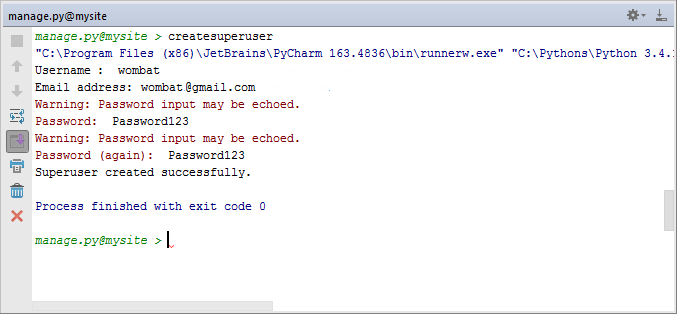 manage.py@mysite
manage.py@mysite > createsuperuser
"C:\Program Files (x86)\JetBrains\PyCharm 163.4836\bin\runnerw.exe" "C:\Pythons\Python 3.4.
Username : wombat
Email address: wombat@gmail.com
Warning: Password input may be echoed.
Password: Password123
Warning: Password input may be echoed.
Password (again): Password123
Superuser created successfully.
Process finished with exit code 0
manage.py@mysite >